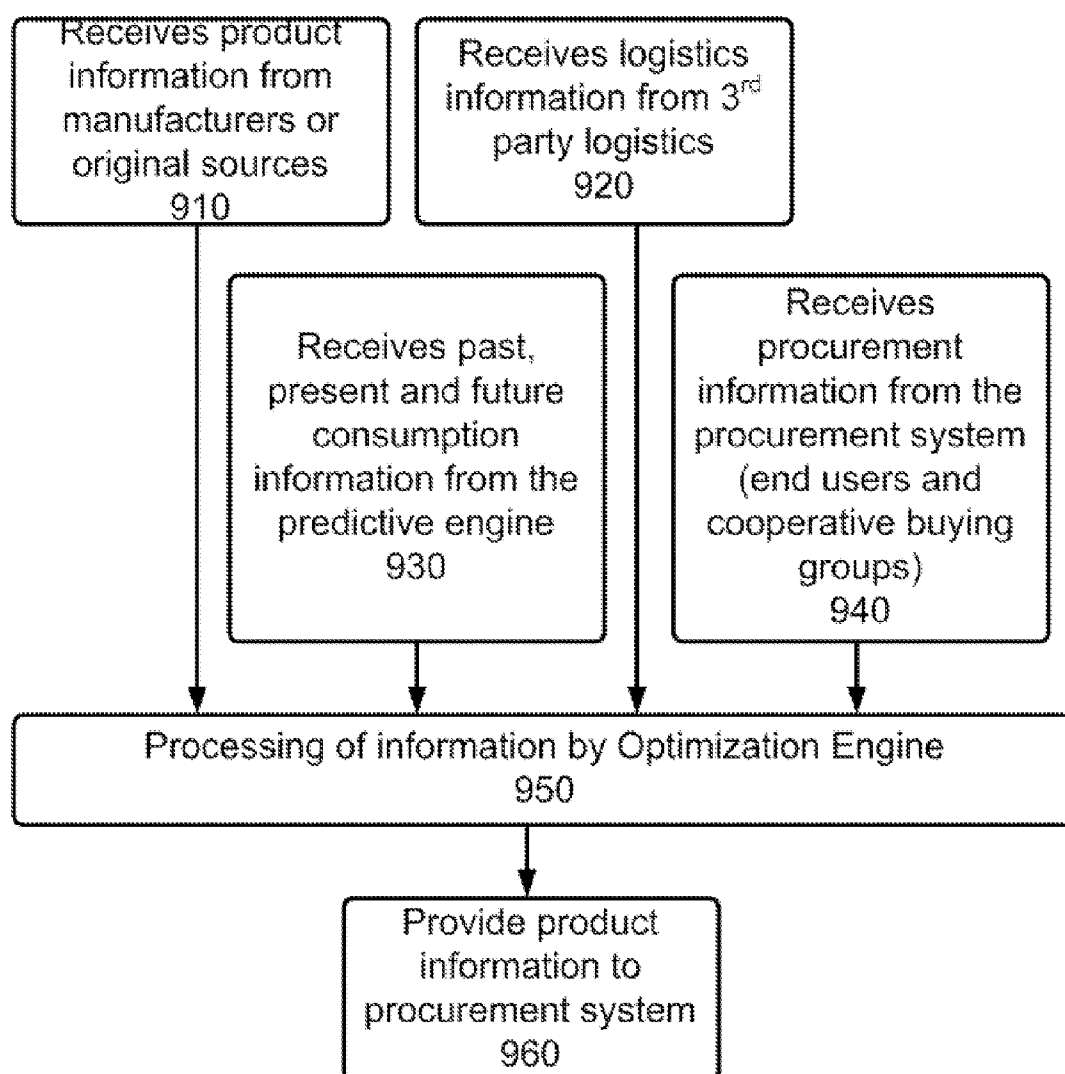 Receives product
information from
manufacturers or
original sources
910
Receives logistics
information from 3rd
party logistics
920
Receives past,
present and future
consumption
information from the
predictive engine
930
Receives
procurement
information from the
procurement system
(end users and
cooperative buying
groups)
940
Processing of information by Optimization Engine
950
Provide product
information to
procurement system
960